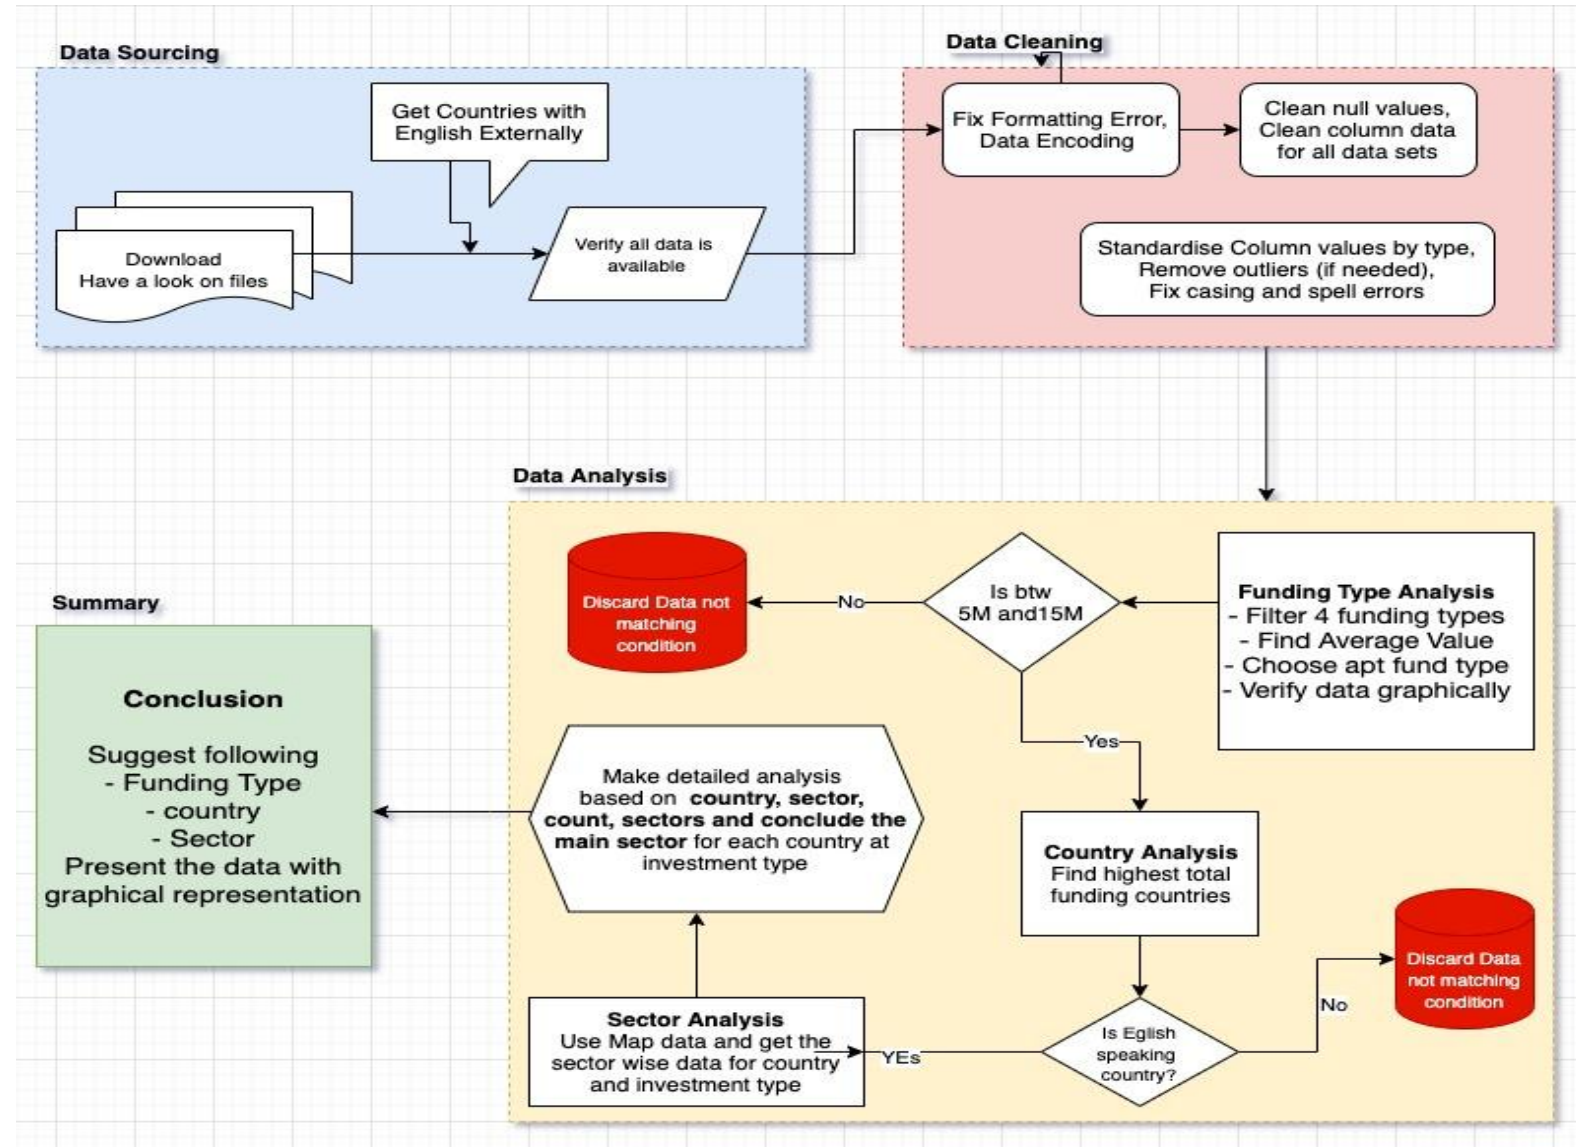 Data Sourcing
Get Countries with
English Externally
Download
Have a look on files
Verify all data is
available
Data Cleaning
Fix Formatting Error,
Data Encoding
Clean null values,
Clean column data
for all data sets
Standardise Column values by type,
Remove outliers (if needed),
Fix casing and spell errors
Data Analysis
Funding Type Analysis
- Filter 4 funding types
- Find Average Value
- Choose apt fund type
- Verify data graphically
Is btw
5M and15M
No
Discard Data not
matching
condition
Yes
Country Analysis
Find highest total
funding countries
Is Eglish
speaking
country?
No
Discard Data
not matching
condition
YEs
Sector Analysis
Use Map data and get the
sector wise data for country
and investment type
Make detailed analysis
based on country, sector,
count, sectors and conclude the
main sector for each country at
investment type
Summary
Conclusion
Suggest following
- Funding Type
- country
- Sector
Present the data with
graphical representation